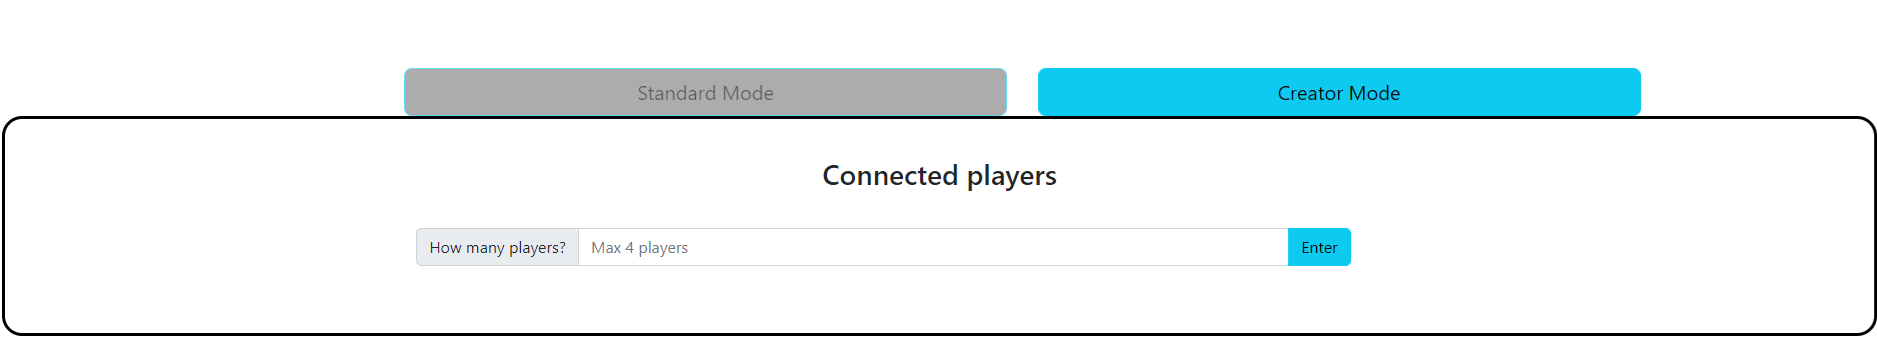 Standard Mode
Creator Mode
Connected players
How many players?
Max 4 players
Enter